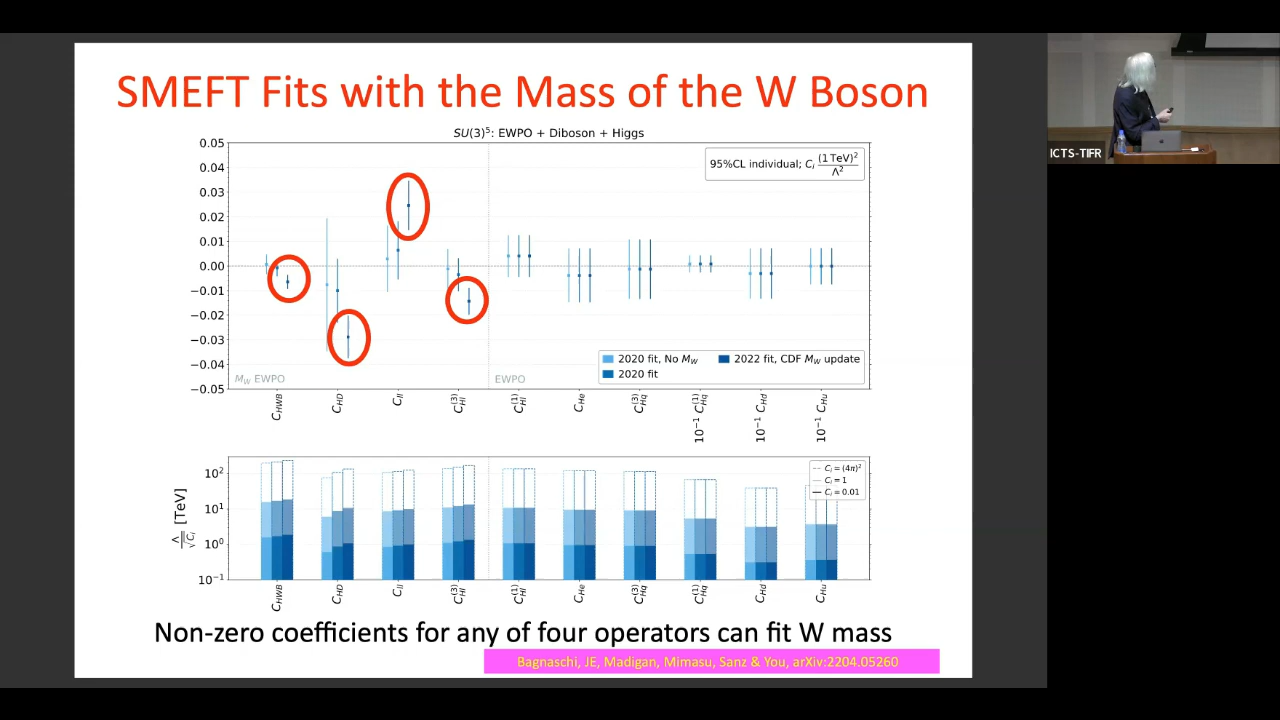 SMEFT Fits with the Mass of the W Boson
SU(3)⁵: EWPO + Diboson + Higgs
95%CL individual; C_i (1 TeV)²/Λ²
0.05
0.04
0.03
0.02
0.01
0.00
−0.01
−0.02
−0.03
−0.04
−0.05
M_W EWPO
EWPO
2020 fit, No M_W
2020 fit
2022 fit, CDF M_W update
C_HWB
C_HD
C_ll
C_Hl^(3)
C_Hl^(1)
C_He
C_Hq^(3)
10⁻¹ C_Hq^(1)
10⁻¹ C_Hd
10⁻¹ C_Hu
Λ/√C_i [TeV]
10²
10¹
10⁰
10⁻¹
C_i = (4π)²
C_i = 1
C_i = 0.01
C_HWB
C_HD
C_ll
C_Hl^(3)
C_Hl^(1)
C_He
C_Hq^(3)
C_Hq^(1)
C_Hd
C_Hu
Non-zero coefficients for any of four operators can fit W mass
Bagnaschi, JE, Madigan, Mimasu, Sanz & You, arXiv:2204.05260
ICTS-TIFR